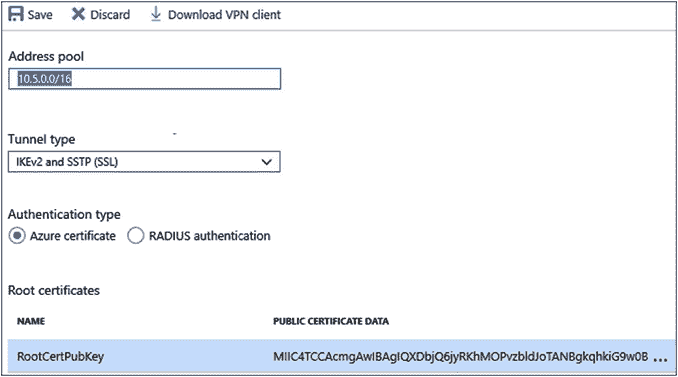 Save Discard Download VPN client
Address pool
10.5.0.0/16
Tunnel type
IKEv2 and SSTP (SSL)
Authentication type
Azure certificate RADIUS authentication
Root certificates
NAME PUBLIC CERTIFICATE DATA
RootCertPubKey MIIC4TCCAcmgAwIBAgIQXDbjQ6jyRKhMOPvzbldJoTANBgkqhkiG9w0B ...